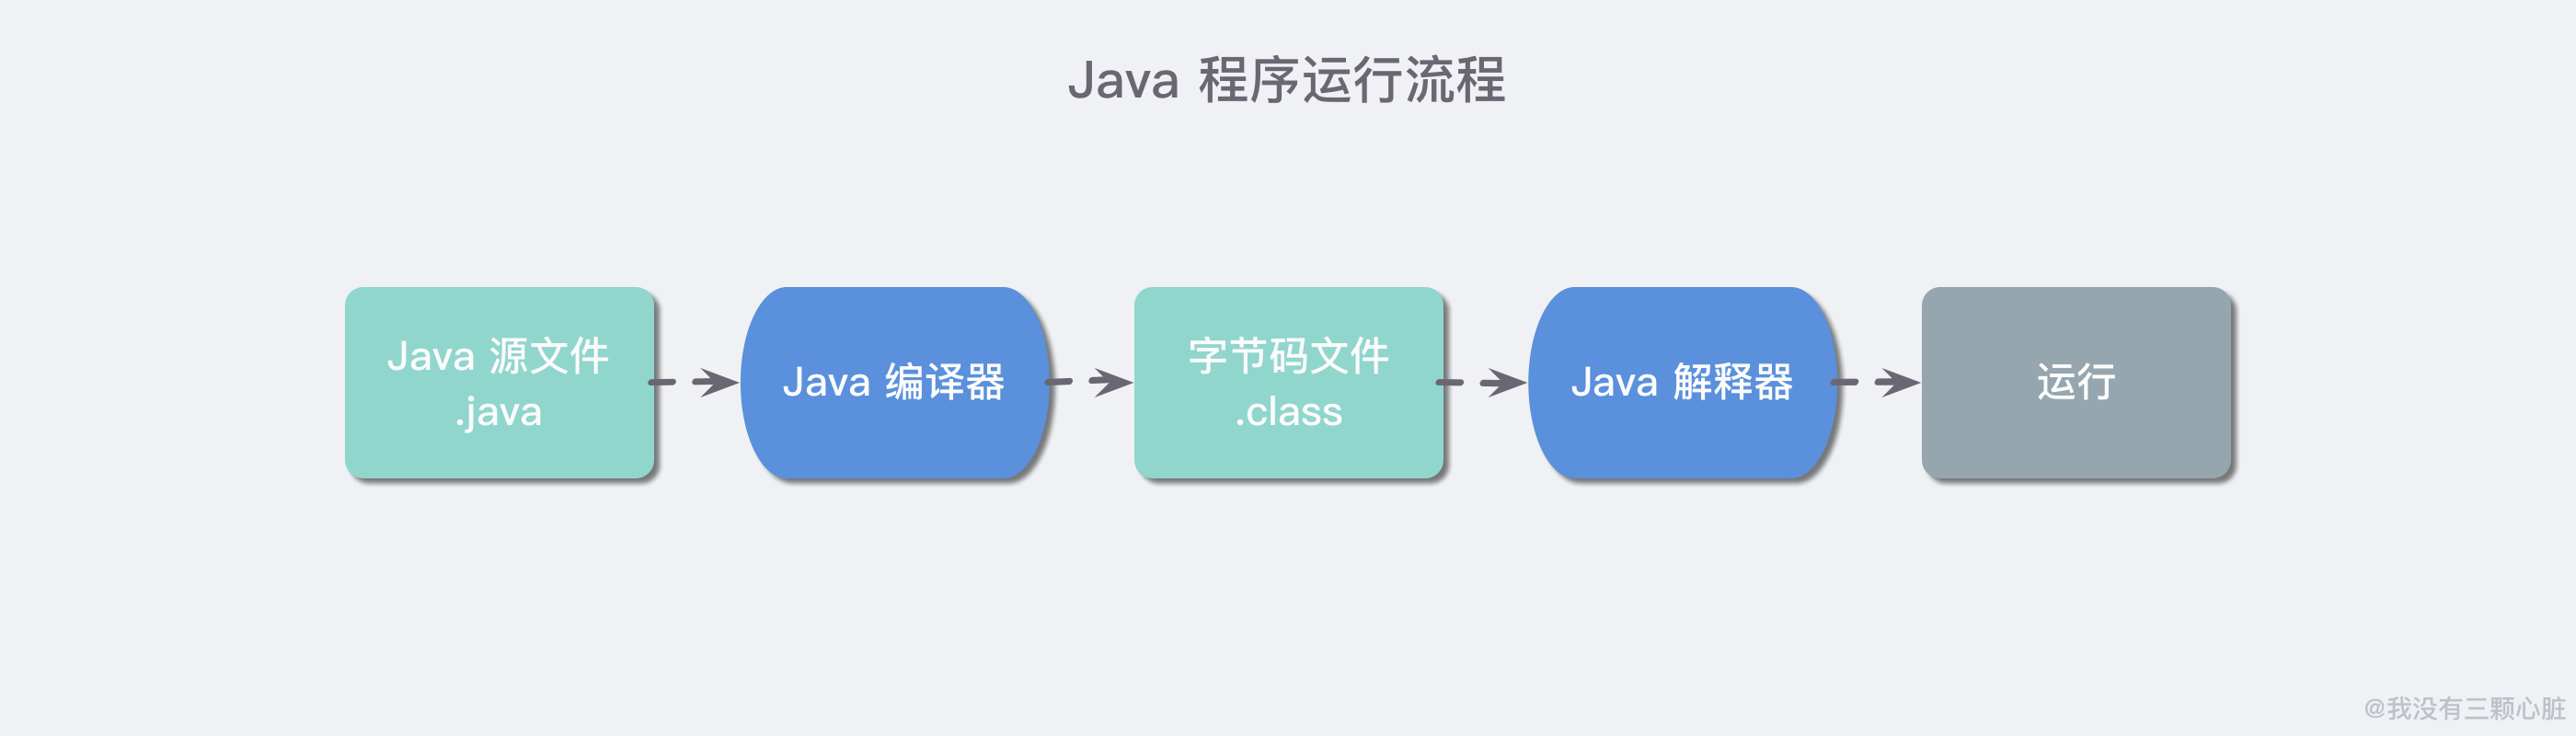 Java 程序运行流程
Java 源文件
.java
Java 编译器
字节码文件
.class
Java 解释器
运行
@我没有三颗心脏